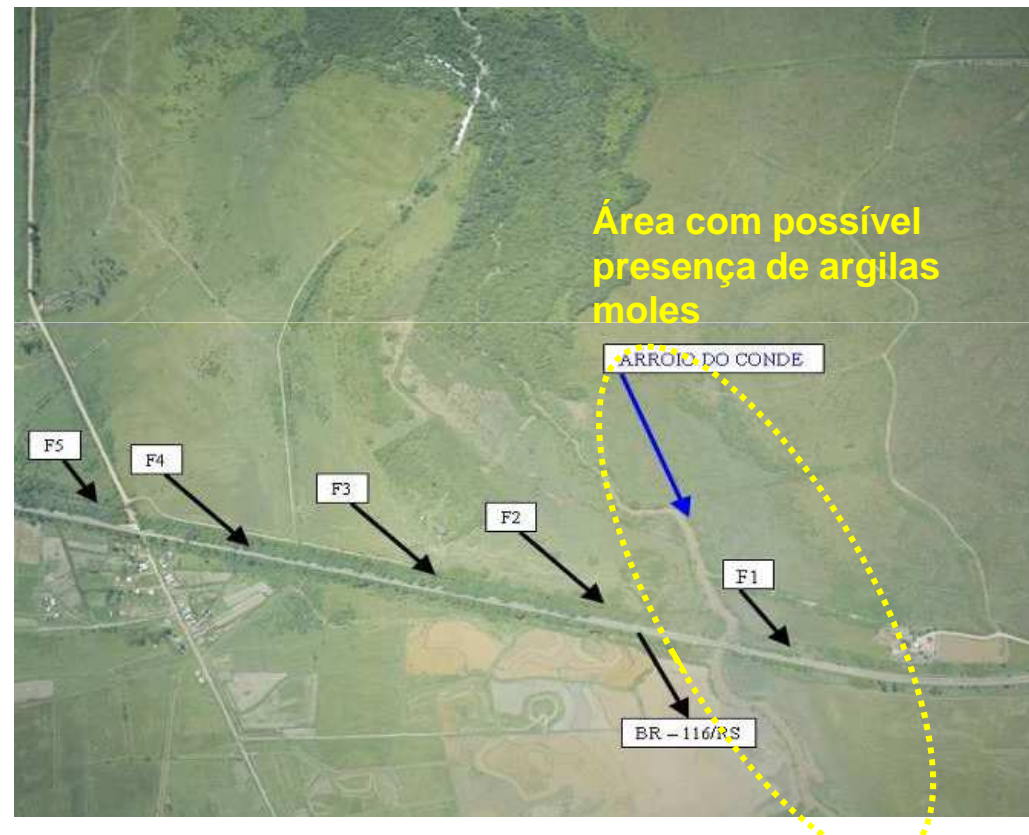 Área com possível
presença de argilas
moles
ARROIO DO CONDE
F5
F4
F3
F2
F1
BR – 116/RS